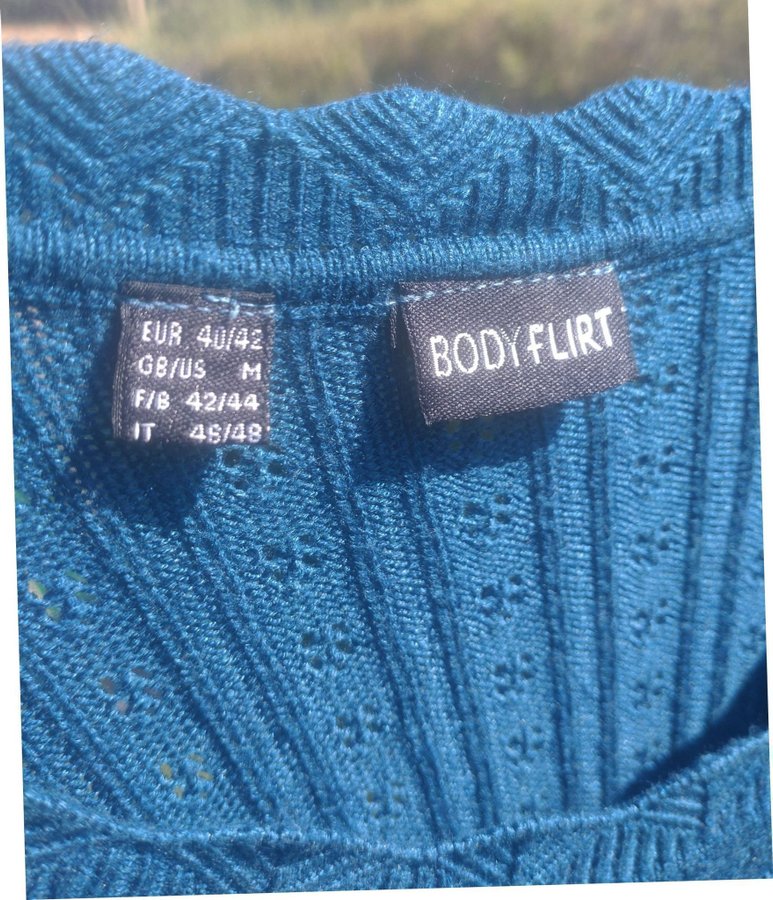 EUR 40/42
GB/US M
F/B 42/44
IT 46/48
BODYFLIRT